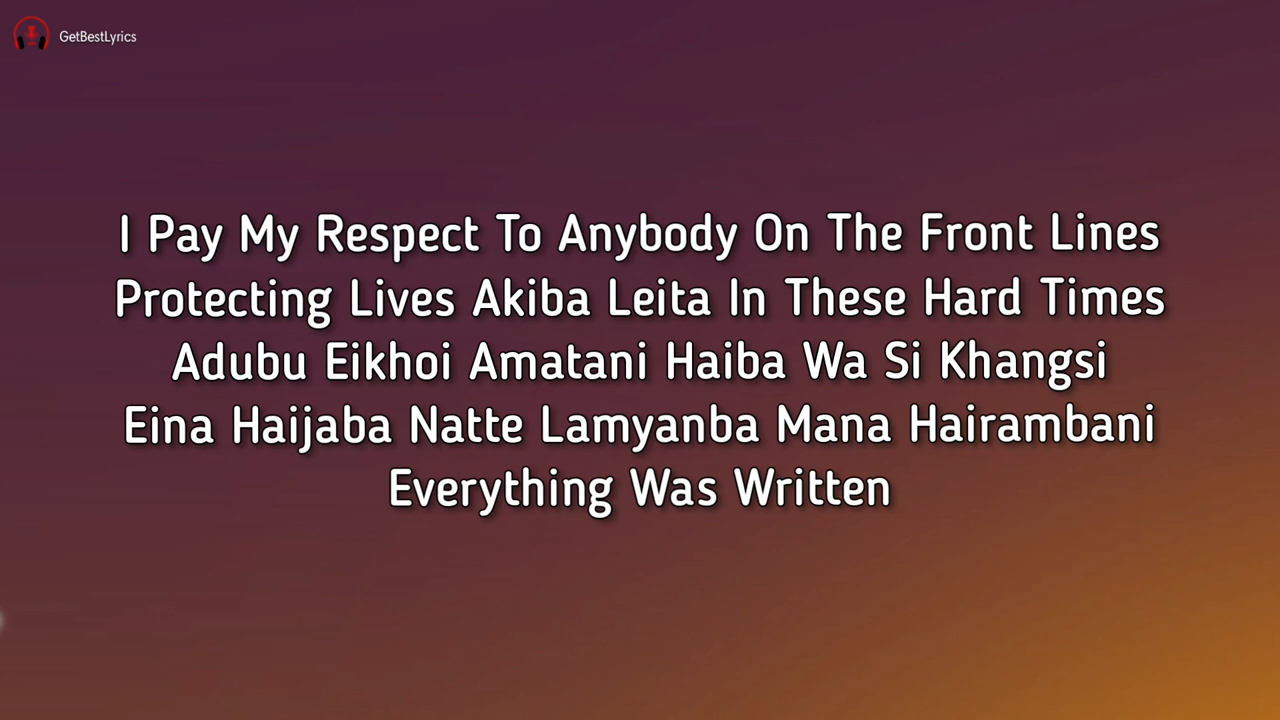 GetBestLyrics
I Pay My Respect To Anybody On The Front Lines
Protecting Lives Akiba Leita In These Hard Times
Adubu Eikhoi Amatani Haiba Wa Si Khangsi
Eina Haijaba Natte Lamyanba Mana Hairambani
Everything Was Written